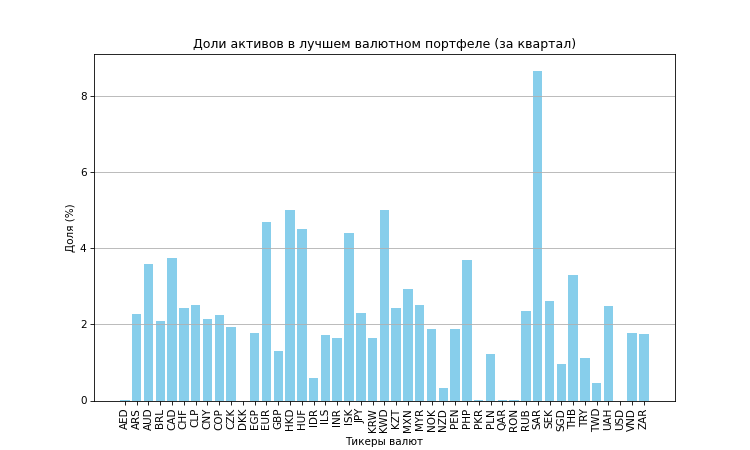 Доли активов в лучшем валютном портфеле (за квартал)
Доля (%)
8
6
4
2
0
AED
ARS
AUD
BRL
CAD
CHF
CLP
CNY
COP
CZK
DKK
EGP
EUR
GBP
HKD
HUF
IDR
ILS
INR
ISK
JPY
KRW
KWD
KZT
MXN
MYR
NOK
NZD
PEN
PHP
PKR
PLN
QAR
RON
RUB
SAR
SEK
SGD
THB
TRY
TWD
UAH
USD
VND
ZAR
Тикеры валют